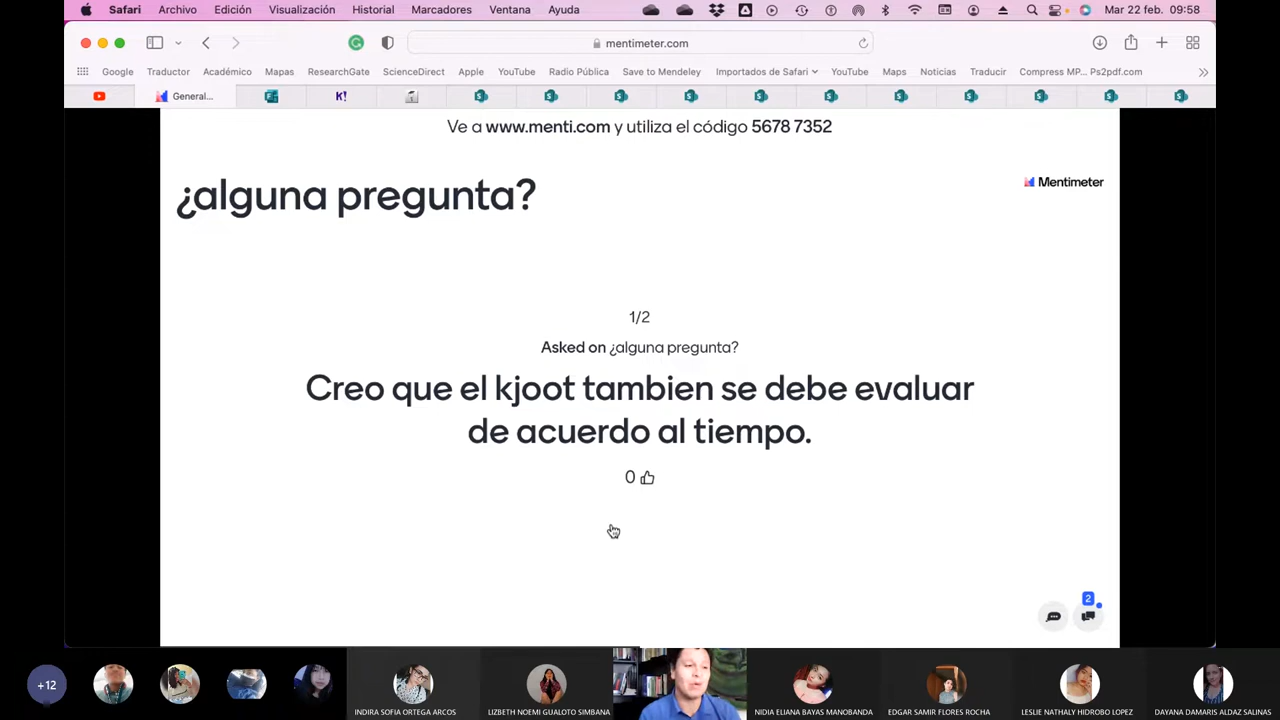 Safari Archivo Edición Visualización Historial Marcadores Ventana Ayuda Mar 22 feb. 09:58
mentimeter.com
Google Traductor Académico Mapas ResearchGate ScienceDirect Apple YouTube Radio Pública Save to Mendeley Importados de Safari YouTube Maps Noticias Traducir Compress MP... Ps2pdf.com
General... K!
Ve a www.menti.com y utiliza el código 5678 7352
¿alguna pregunta?
Mentimeter
1/2
Asked on ¿alguna pregunta?
Creo que el kjoot tambien se debe evaluar
de acuerdo al tiempo.
0
2
+12
INDIRA SOFIA ORTEGA ARCOS LIZBETH NOEMI GUALOTO SIMBANA NIDIA ELIANA BAYAS MANOBANDA EDGAR SAMIR FLORES ROCHA LESLIE NATHALY HIDROBO LOPEZ DAYANA DAMARIS ALDAZ SALINAS